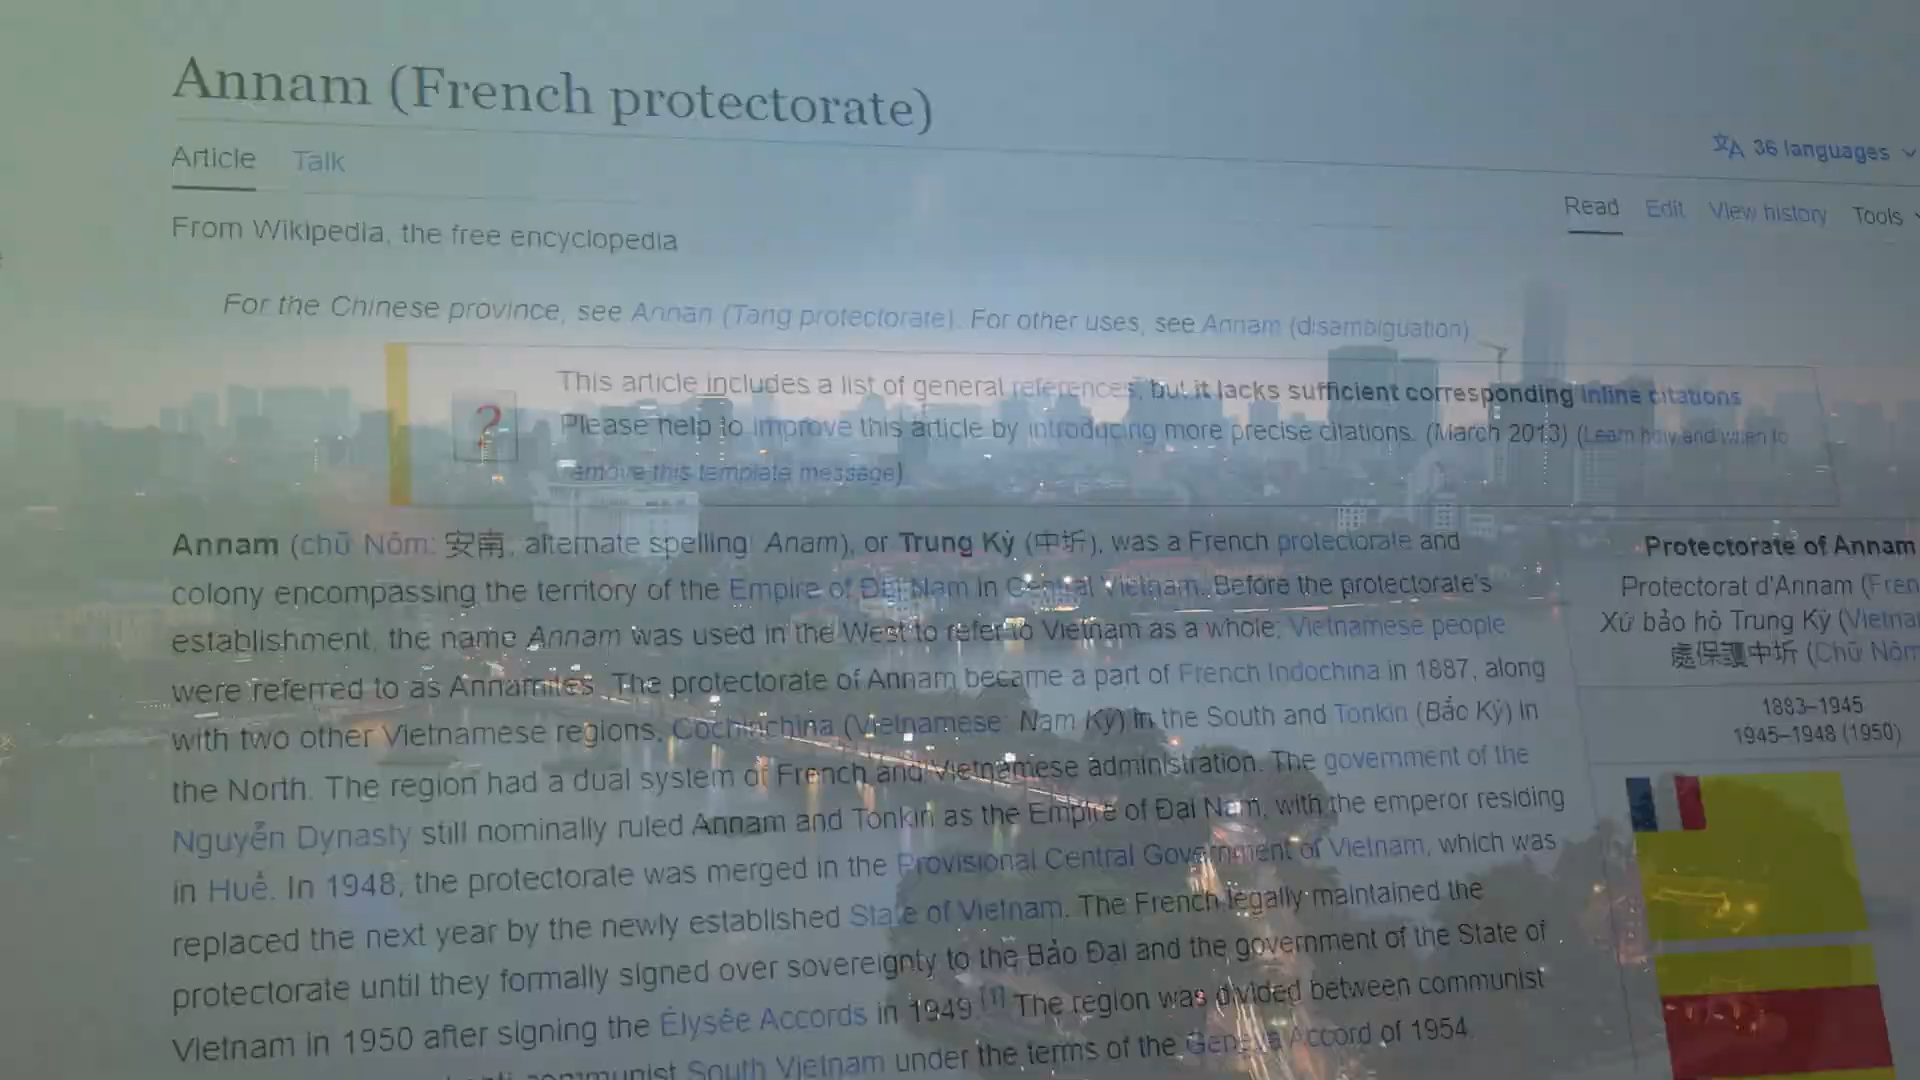 Annam (French protectorate)
文A 36 languages
Article Talk
Read Edit View history Tools
From Wikipedia, the free encyclopedia
For the Chinese province, see Annan (Tang protectorate). For other uses, see Annam (disambiguation)
This article includes a list of general references, but it lacks sufficient corresponding inline citations
Please help to improve this article by introducing more precise citations. (March 2013) (Learn how and when to
remove this template message)
Annam (chữ Nôm: 安南, alternate spelling: Anam), or Trung Kỳ (中圻), was a French protectorate and
colony encompassing the territory of the Empire of Đại Nam in Central Vietnam. Before the protectorate's
establishment, the name Annam was used in the West to refer to Vietnam as a whole; Vietnamese people
were referred to as Annamites. The protectorate of Annam became a part of French Indochina in 1887, along
with two other Vietnamese regions, Cochinchina (Vietnamese: Nam Kỳ) in the South and Tonkin (Bắc Kỳ) in
the North. The region had a dual system of French and Vietnamese administration. The government of the
Nguyễn Dynasty still nominally ruled Annam and Tonkin as the Empire of Đại Nam, with the emperor residing
in Huế. In 1948, the protectorate was merged in the Provisional Central Government of Vietnam, which was
replaced the next year by the newly established State of Vietnam. The French legally maintained the
protectorate until they formally signed over sovereignty to the Bảo Đại and the government of the State of
Vietnam in 1950 after signing the Élysée Accords in 1949.[1] The region was divided between communist
communist South Vietnam under the terms of the Geneva Accord of 1954.
Protectorate of Annam
Protectorat d'Annam (Fren
Xứ bảo hộ Trung Kỳ (Vietna
處保護中圻 (Chữ Nôm
1883–1945
1945–1948 (1950)